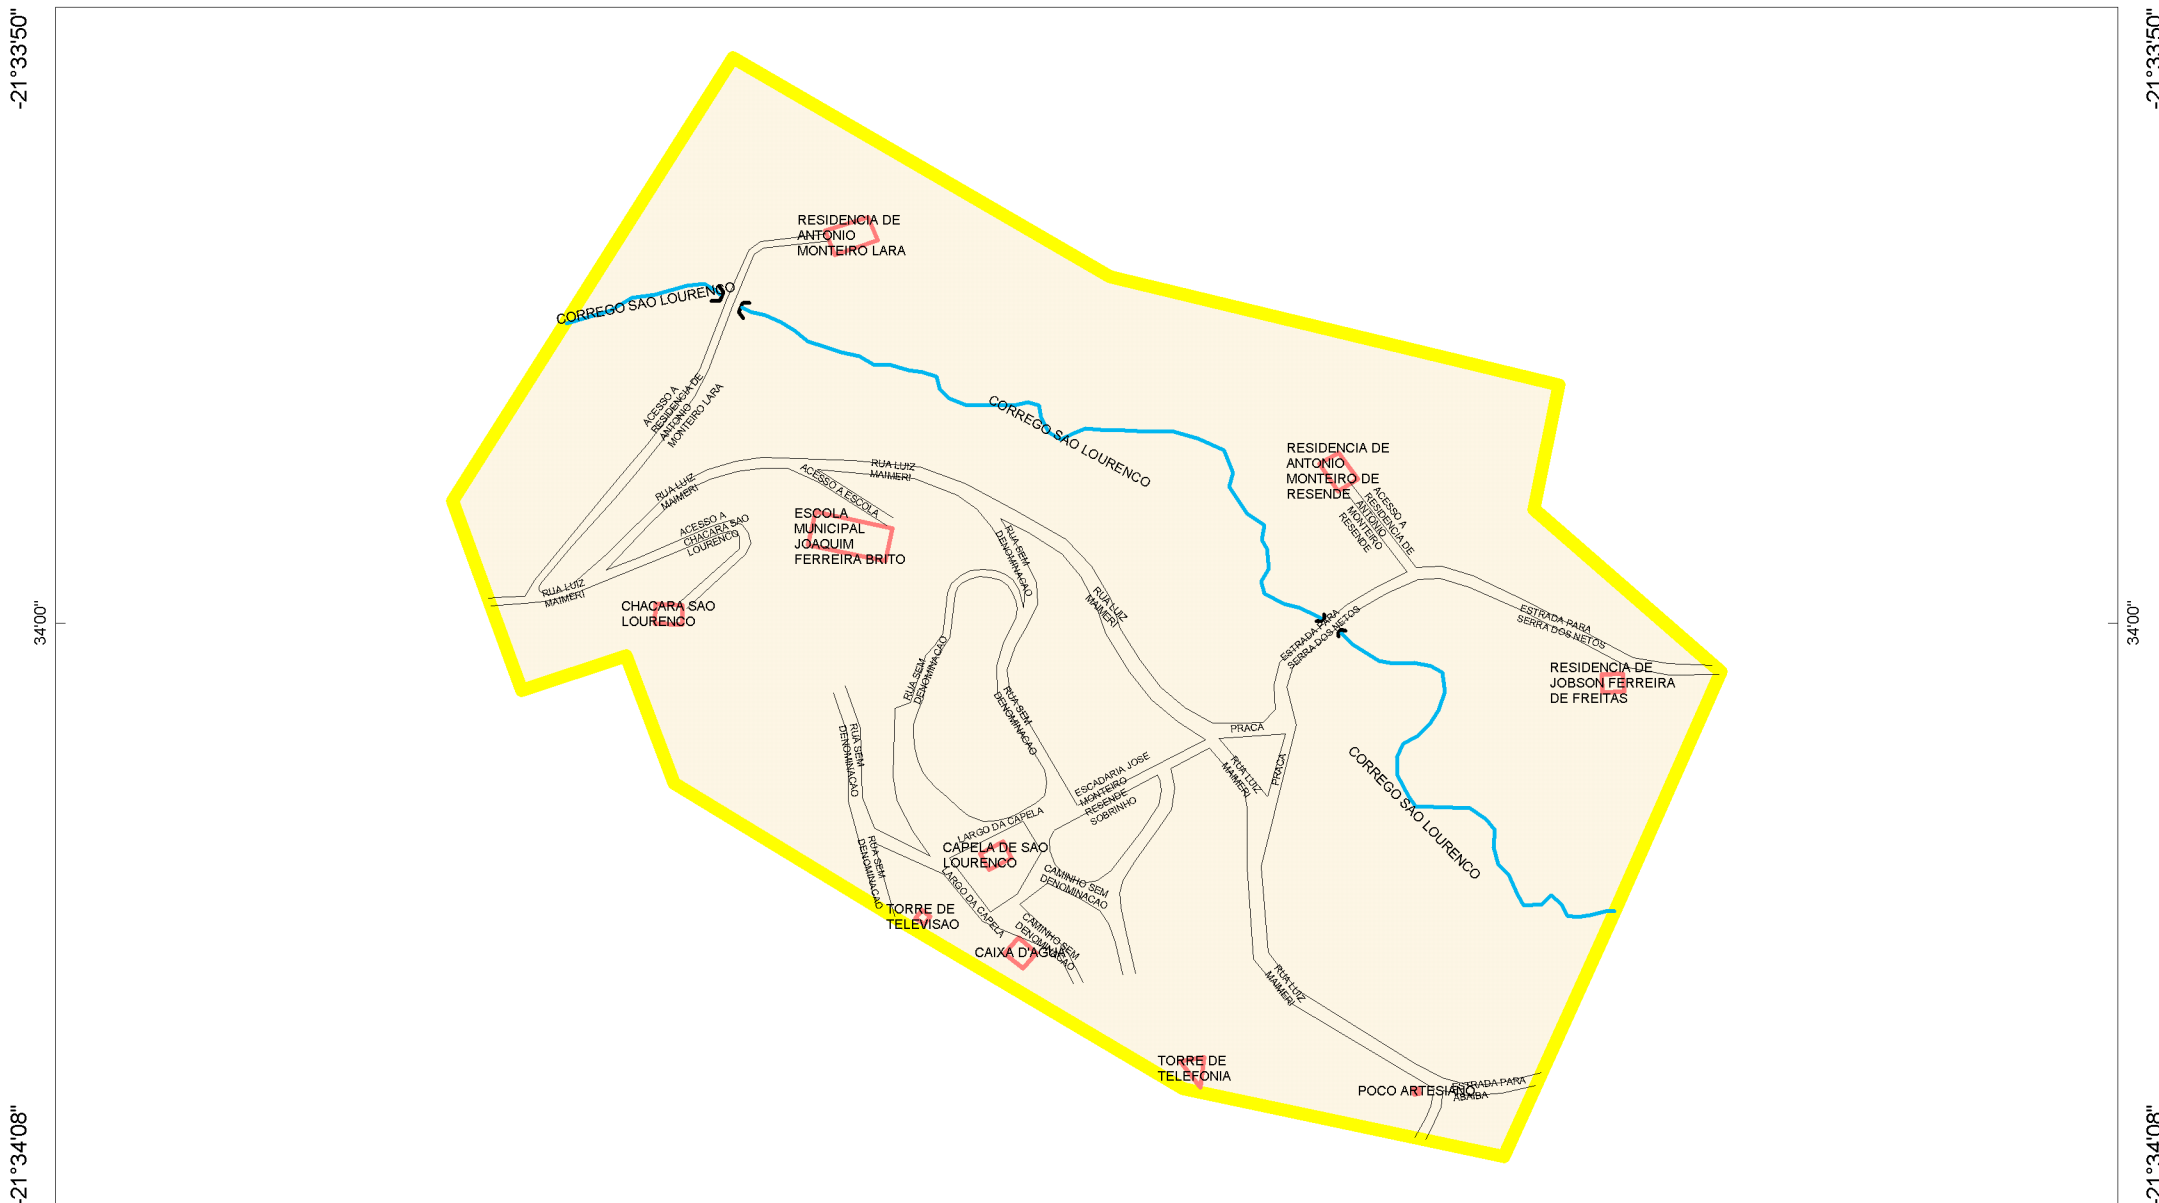 -21°33'50"
-21°33'50"
RESIDENCIA DE
ANTONIO
MONTEIRO LARA
CORREGO SAO LOURENCO
ACESSO A
RESIDENCIA DE
ANTONIO
MONTEIRO LARA
CORREGO SAO LOURENCO
RESIDENCIA DE
ANTONIO
MONTEIRO DE
RESENDE
ACESSO A
RESIDENCIA DE
ANTONIO
MONTEIRO
RESENDE
RUA LUIZ
MAIMERI
ACESSO A ESCOLA
RUA LUIZ
MAIMERI
ESCOLA
MUNICIPAL
JOAQUIM
FERREIRA BRITO
ACESSO A
CHACARA SAO
LOURENCO
RUA SEM
DENOMINACAO
RUA LUIZ
MAIMERI
CHACARA SAO
LOURENCO
RUA LUIZ
MAIMERI
34'00"
34'00"
ESTRADA PARA
SERRA DOS NETOS
ESTRADA PARA
SERRA DOS NETOS
RESIDENCIA DE
JOBSON FERREIRA
DE FREITAS
RUA SEM
DENOMINACAO
RUA SEM
DENOMINACAO
RUA SEM
DENOMINACAO
PRACA
PRACA
RUA LUIZ
MAIMERI
ESCADARIA JOSE
MONTEIRO
RESENDE
SOBRINHO
CORREGO SAO LOURENCO
LARGO DA CAPELA
CAPELA DE SAO
LOURENCO
RUA SEM
DENOMINACAO
LARGO DA CAPELA
CAMINHO SEM
DENOMINACAO
TORRE DE
TELEVISAO
CAMINHO SEM
DENOMINACAO
CAIXA D'AGUA
RUA LUIZ
MAIMERI
TORRE DE
TELEFONIA
POCO ARTESIANO
ESTRADA PARA
ABAIBA
-21°34'08"
-21°34'08"